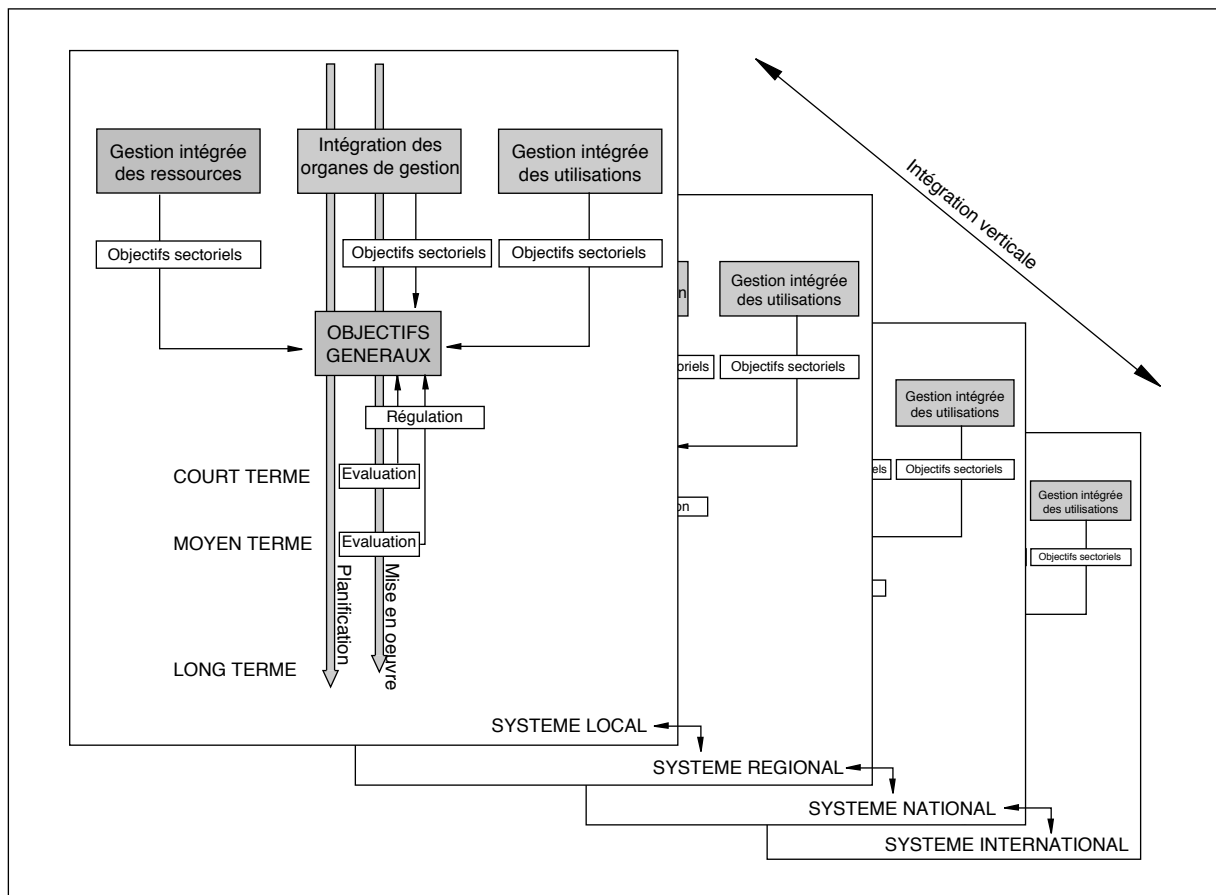 Gestion intégrée
des ressources
Intégration des
organes de gestion
Gestion intégrée
des utilisations
Objectifs sectoriels
Objectifs sectoriels
Objectifs sectoriels
OBJECTIFS
GENERAUX
Régulation
COURT TERME
Evaluation
MOYEN TERME
Evaluation
Planification
Mise en oeuvre
LONG TERME
SYSTEME LOCAL
Intégration verticale
n
Gestion intégrée
des utilisations
oriels
Objectifs sectoriels
on
SYSTEME REGIONAL
Gestion intégrée
des utilisations
els
Objectifs sectoriels
SYSTEME NATIONAL
Gestion intégrée
des utilisations
Objectifs sectoriels
SYSTEME INTERNATIONAL